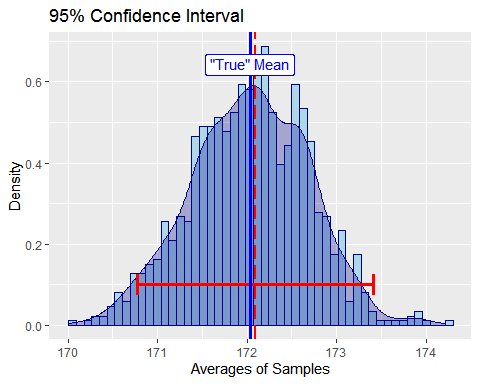 95% Confidence Interval
"True" Mean
0.6
0.4
0.2
0.0
Density
170
171
172
173
174
Averages of Samples